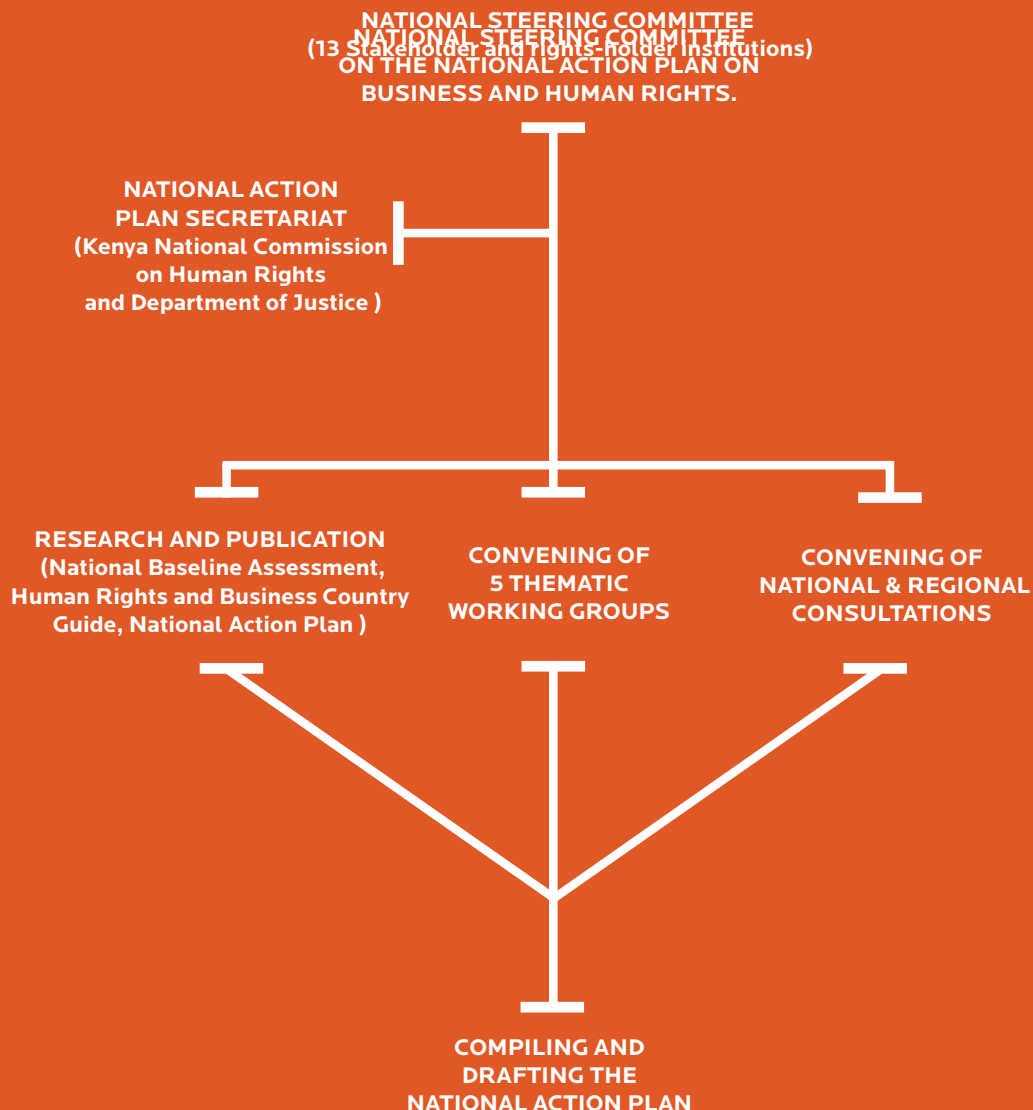 NATIONAL STEERING COMMITTEE
(13 Stakeholder and rights-holder institutions)
NATIONAL STEERING COMMITTEE
ON THE NATIONAL ACTION PLAN ON
BUSINESS AND HUMAN RIGHTS.
NATIONAL ACTION
PLAN SECRETARIAT
(Kenya National Commission
on Human Rights
and Department of Justice )
RESEARCH AND PUBLICATION
(National Baseline Assessment,
Human Rights and Business Country
Guide, National Action Plan )
CONVENING OF
5 THEMATIC
WORKING GROUPS
CONVENING OF
NATIONAL & REGIONAL
CONSULTATIONS
COMPILING AND
DRAFTING THE
NATIONAL ACTION PLAN